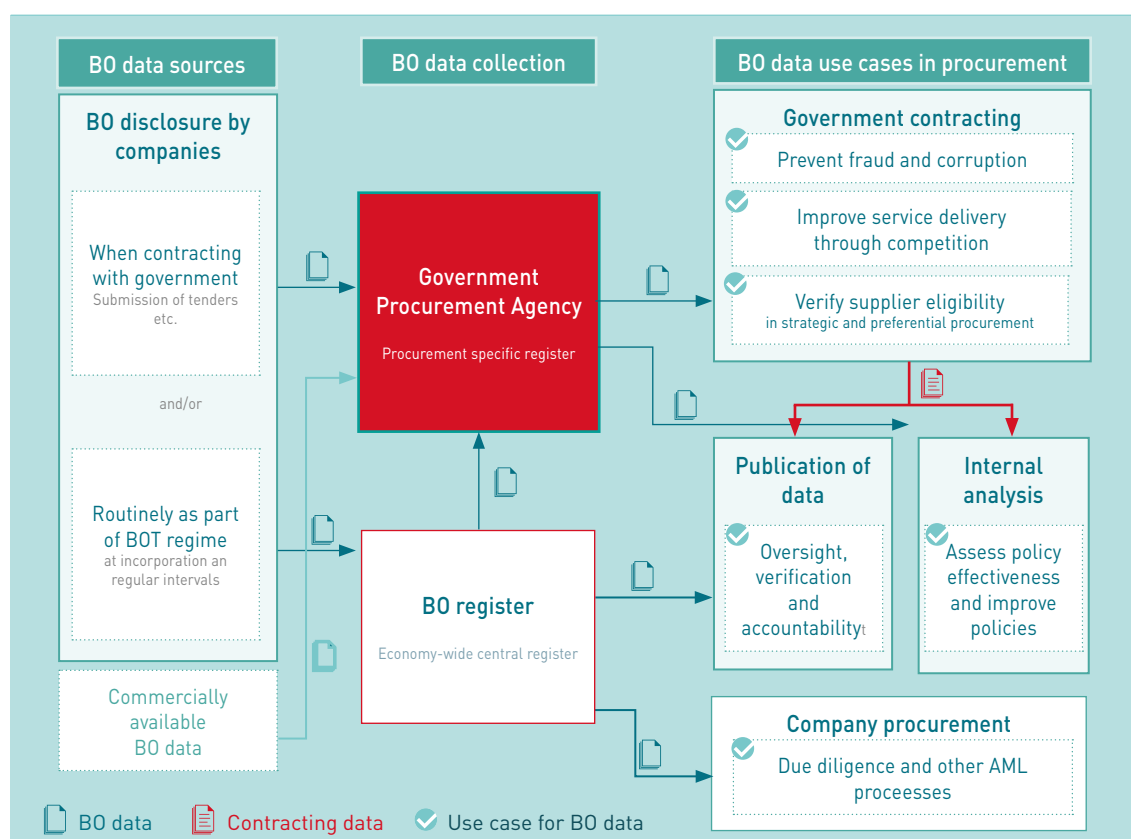 BO data sources
BO data collection
BO data use cases in procurement
BO disclosure by
companies
When contracting
with government
Submission of tenders
etc.
and/or
Routinely as part
of BOT regime
at incorporation an
regular intervals
Commercially
available
BO data
Government
Procurement Agency
Procurement specific register
BO register
Economy-wide central register
Government contracting
Prevent fraud and corruption
Improve service delivery
through competition
Verify supplier eligibility
in strategic and preferential procurement
Publication of
data
Oversight,
verification
and
accountabilityt
Internal
analysis
Assess policy
effectiveness
and improve
policies
Company procurement
Due diligence and other AML
proceesses
BO data
Contracting data
Use case for BO data